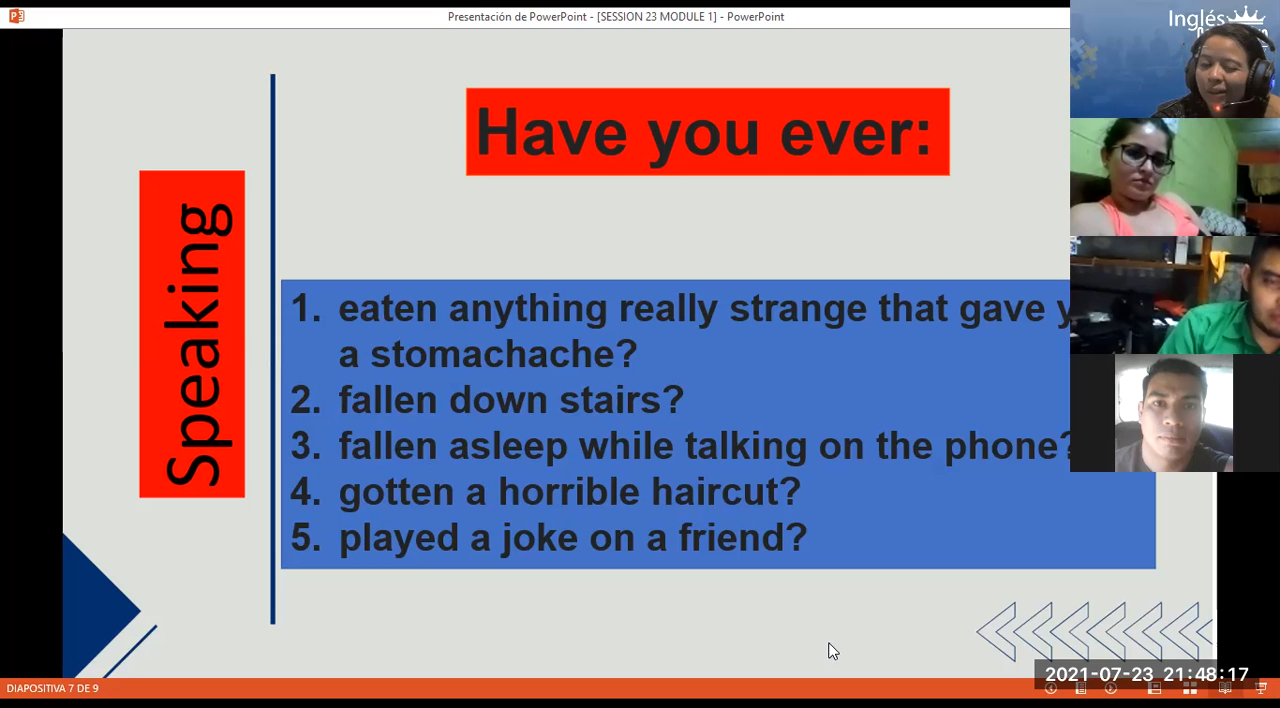 Presentación de PowerPoint - [SESSION 23 MODULE 1] - PowerPoint
Inglés
Have you ever:
Speaking
1. eaten anything really strange that gave
a stomachache?
2. fallen down stairs?
3. fallen asleep while talking on the phone?
4. gotten a horrible haircut?
5. played a joke on a friend?
2021-07-23 21:48:17
DIAPOSITIVA 7 DE 9